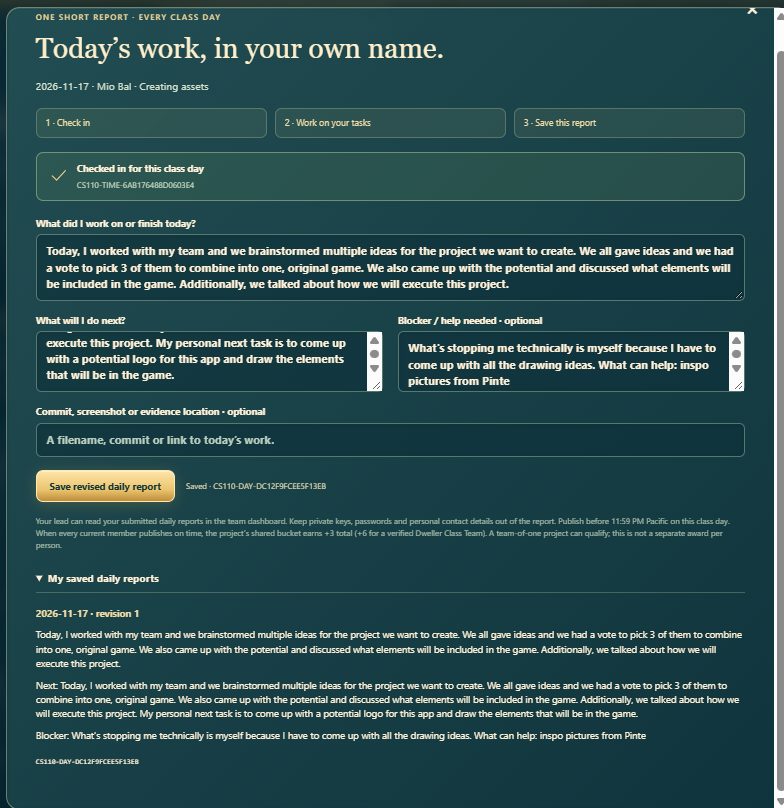 ONE SHORT REPORT · EVERY CLASS DAY
Today's work, in your own name.
2026-11-17 · Mio Bal · Creating assets
1 · Check in
2 · Work on your tasks
3 · Save this report
Checked in for this class day
CS110-TIME-6AB176488D0603E4
What did I work on or finish today?
Today, I worked with my team and we brainstormed multiple ideas for the project we want to create. We all gave ideas and we had
a vote to pick 3 of them to combine into one, original game. We also came up with the potential and discussed what elements will
be included in the game. Additionally, we talked about how we will execute this project.
What will I do next?
execute this project. My personal next task is to come up
with a potential logo for this app and draw the elements
that will be in the game.
Blocker / help needed · optional
What's stopping me technically is myself because I have to
come up with all the drawing ideas. What can help: inspo
pictures from Pinte
Commit, screenshot or evidence location · optional
A filename, commit or link to today's work.
Save revised daily report
Saved · CS110-DAY-DC12F9FCEE5F13EB
Your lead can read your submitted daily reports in the team dashboard. Keep private keys, passwords and personal contact details out of the report. Publish before 11:59 PM Pacific on this class day.
When every current member publishes on time, the project's shared bucket earns +3 total (+6 for a verified Dweller Class Team). A team-of-one project can qualify; this is not a separate award per
person.
▼ My saved daily reports
2026-11-17 · revision 1
Today, I worked with my team and we brainstormed multiple ideas for the project we want to create. We all gave ideas and we had a vote to pick 3 of them to combine
into one, original game. We also came up with the potential and discussed what elements will be included in the game. Additionally, we talked about how we will
execute this project.
Next: Today, I worked with my team and we brainstormed multiple ideas for the project we want to create. We all gave ideas and we had a vote to pick 3 of them to
combine into one, original game. We also came up with the potential and discussed what elements will be included in the game. Additionally, we talked about how we
will execute this project. My personal next task is to come up with a potential logo for this app and draw the elements that will be in the game.
Blocker: What's stopping me technically is myself because I have to come up with all the drawing ideas. What can help: inspo pictures from Pinte
CS110-DAY-DC12F9FCEE5F13EB